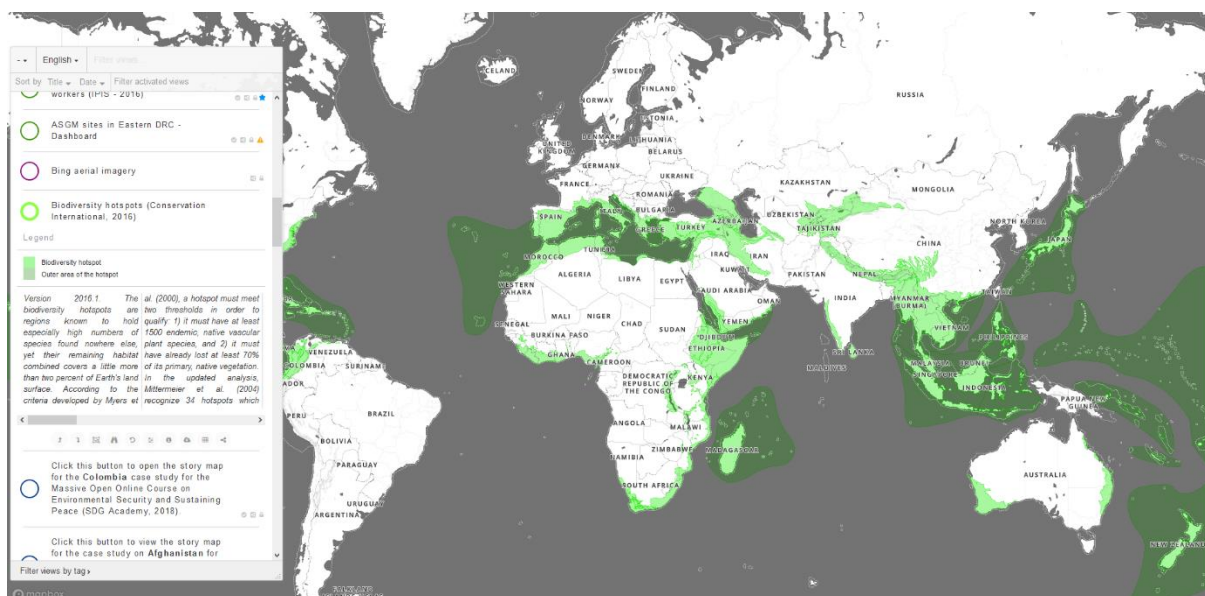 English
Filter views
Sort by Title Date Filter activated views
workers (IPIS - 2016)
ASGM sites in Eastern DRC -
Dashboard
Bing aerial imagery
Biodiversity hotspots (Conservation
International, 2016)
Legend
Biodiversity hotspot
Outer area of the hotspot
Version 2016.1. The
biodiversity hotspots are
regions known to hold
especially high numbers of
species found nowhere else,
yet their remaining habitat
combined covers a little more
than two percent of Earth's land
surface. According to the
criteria developed by Myers et
al. (2000), a hotspot must meet
two thresholds in order to
qualify: 1) it must have at least
1500 endemic, native vascular
plant species, and 2) it must
have already lost at least 70%
of its primary, native vegetation.
In the updated analysis,
Mittermeier et al. (2004)
recognize 34 hotspots which
Click this button to open the story map
for the Colombia case study for the
Massive Open Online Course on
Environmental Security and Sustaining
Peace (SDG Academy, 2018).
Click this button to view the story map
for the case study on Afghanistan for
Filter views by tag
mapbox
ICELAND
SWEDEN
FINLAND
NORWAY
RUSSIA
ESTONIA
DENMARK
LITHUANIA
UNITED
KINGDOM
BELARUS
GERMANY
UKRAINE
FRANCE
KAZAKHSTAN
MONGOLIA
ROMANIA
BULGARIA
ITALY
SPAIN
GREECE
TURKEY
AZERBAIJAN
UZBEKISTAN
TAJIKISTAN
NORTH KOREA
JAPAN
CHINA
TUNISIA
MOROCCO
IRAQ
IRAN
KUWAIT
PAKISTAN
NEPAL
ALGERIA
LIBYA
EGYPT
WESTERN
SAHARA
SAUDI ARABIA
OMAN
INDIA
MYANMAR
(BURMA)
TAIWAN
MALI
NIGER
CHAD
SUDAN
YEMEN
SENEGAL
BURKINA FASO
DJIBOUTI
VIETNAM
PHILIPPINES
GHANA
ETHIOPIA
CAMEROON
SRI LANKA
MALDIVES
MALAYSIA
BRUNEI
SINGAPORE
VENEZUELA
COLOMBIA
SURINAME
DEMOCRATIC
REPUBLIC OF
THE CONGO
KENYA
INDONESIA
PAPUA NEW
GUINEA
PERU
BRAZIL
ANGOLA
MALAWI
BOLIVIA
ZIMBABWE
MADAGASCAR
NAMIBIA
PARAGUAY
AUSTRALIA
SOUTH AFRICA
URUGUAY
ARGENTINA
NEW ZEALAND
FALKLAND